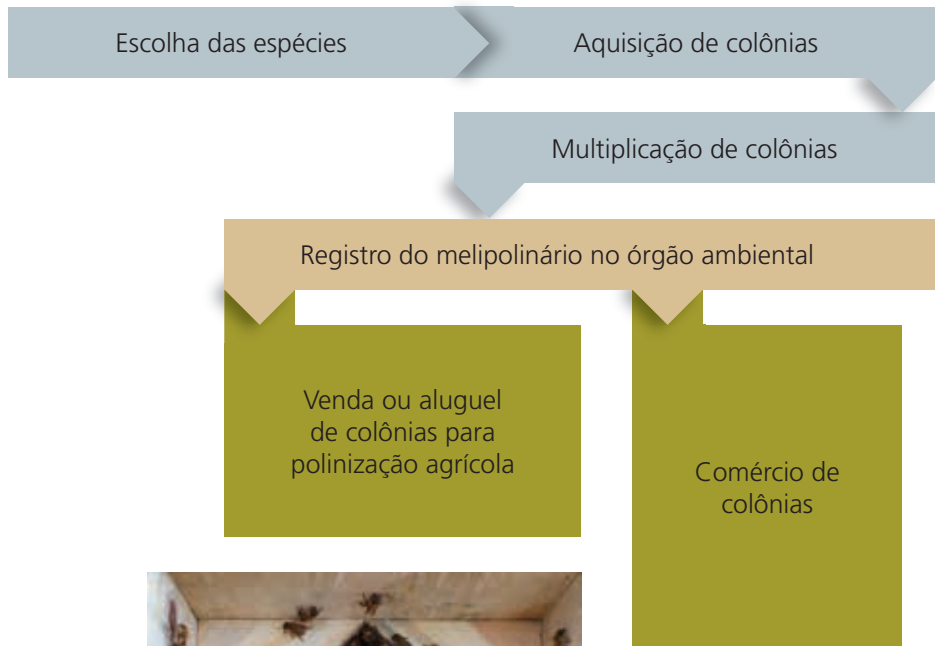 Escolha das espécies
Aquisição de colônias
Multiplicação de colônias
Registro do melipolinário no órgão ambiental
Venda ou aluguel
de colônias para
polinização agrícola
Comércio de
colônias